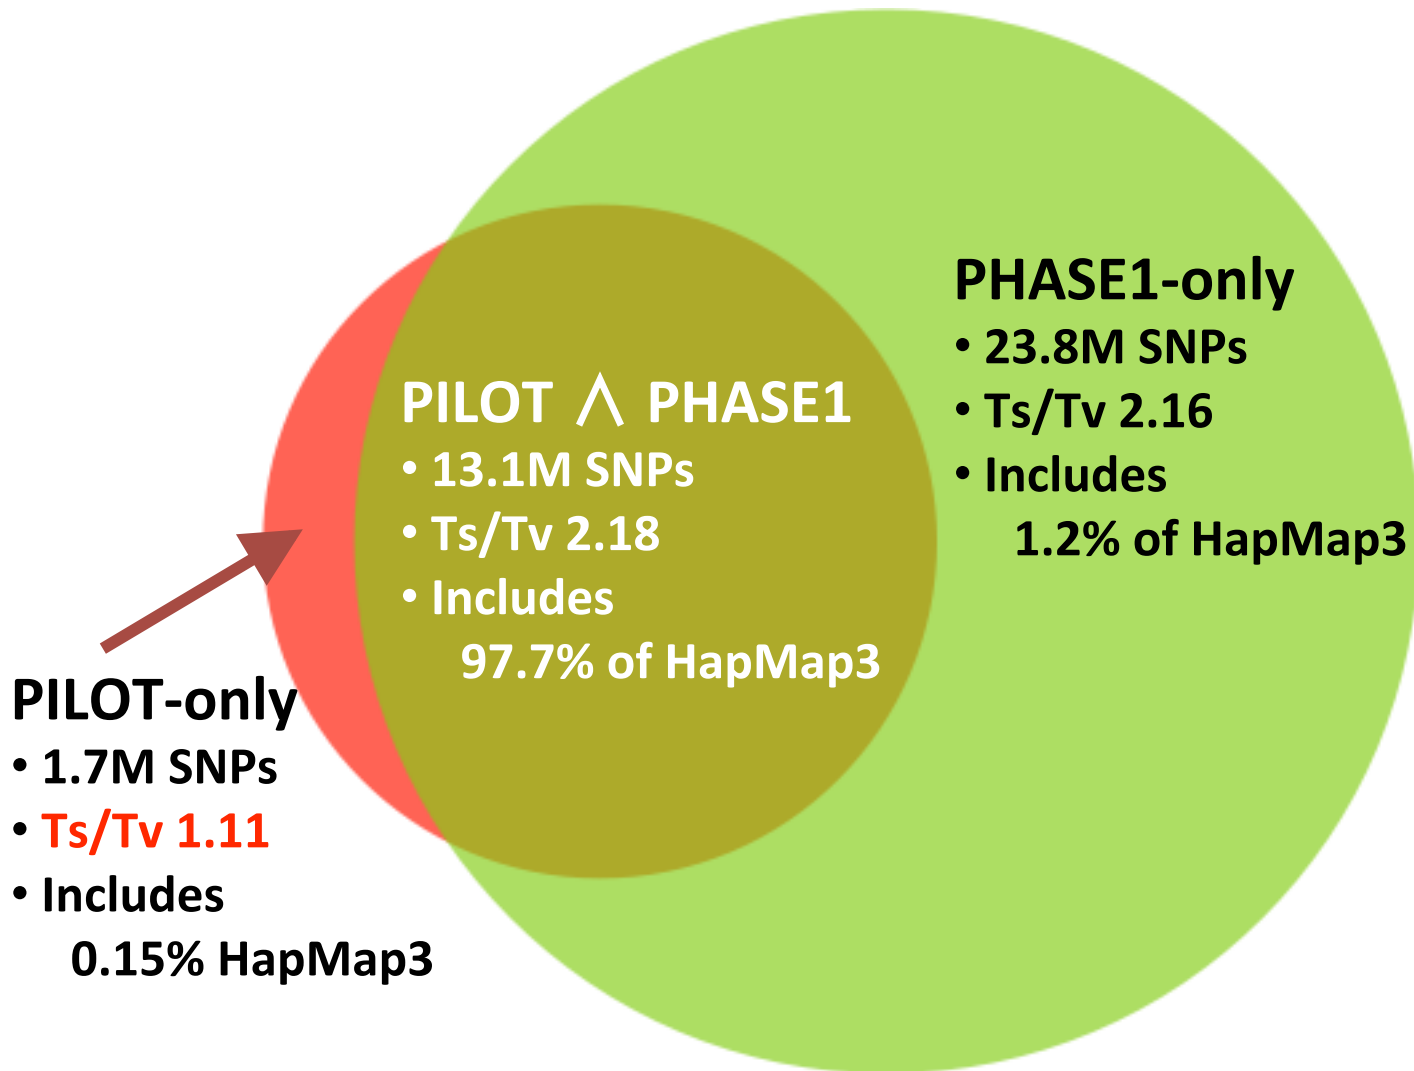 PHASE1-only
• 23.8M SNPs
• Ts/Tv 2.16
• Includes
1.2% of HapMap3
PILOT ⋀ PHASE1
• 13.1M SNPs
• Ts/Tv 2.18
• Includes
97.7% of HapMap3
PILOT-only
• 1.7M SNPs
• Ts/Tv 1.11
• Includes
0.15% HapMap3